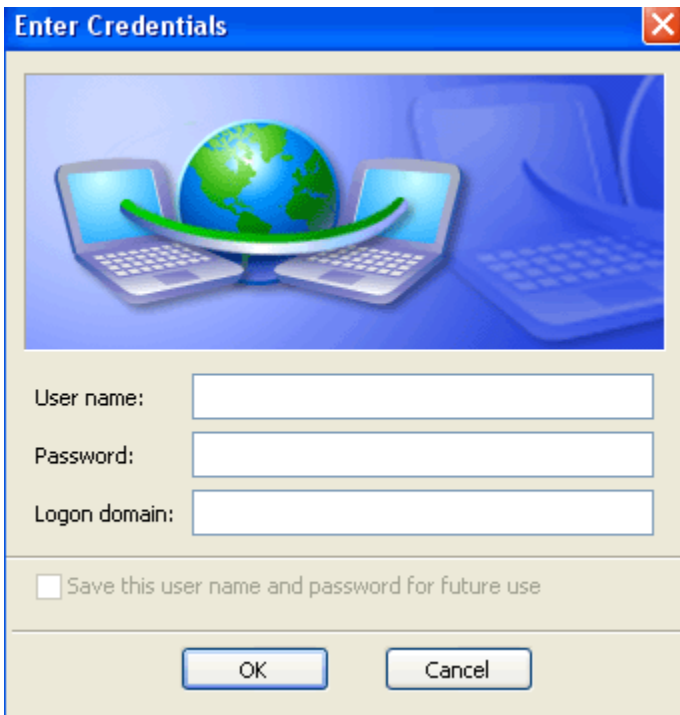 Enter Credentials
User name:
Password:
Logon domain:
Save this user name and password for future use
OK
Cancel